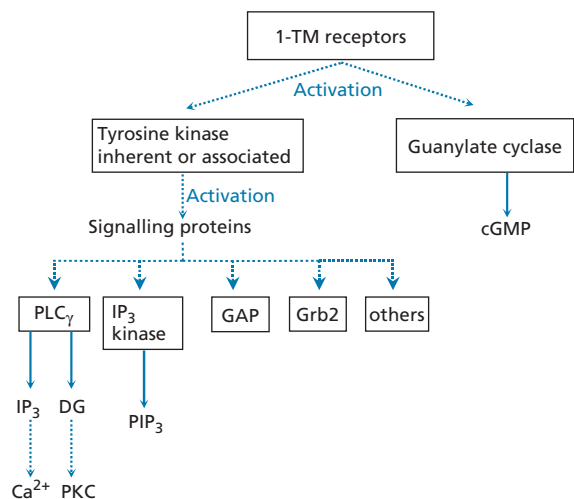 1-TM receptors
Activation
Tyrosine kinase
inherent or associated
Guanylate cyclase
Activation
Signalling proteins
cGMP
PLCγ
IP₃
kinase
GAP
Grb2
others
IP₃
DG
PIP₃
Ca²⁺
PKC